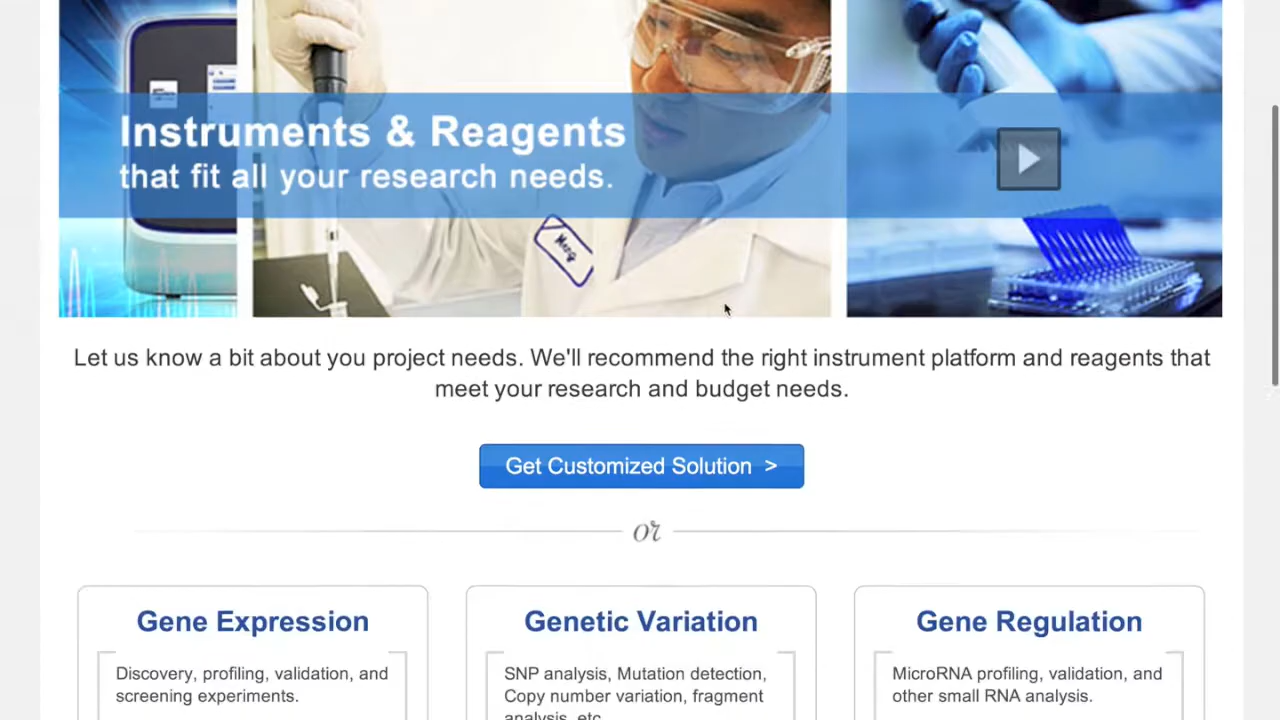 Instruments & Reagents
that fit all your research needs.
Let us know a bit about you project needs. We'll recommend the right instrument platform and reagents that
meet your research and budget needs.
Get Customized Solution >
or
Gene Expression
Genetic Variation
Gene Regulation
Discovery, profiling, validation, and
screening experiments.
SNP analysis, Mutation detection,
Copy number variation, fragment
analysis, etc.
MicroRNA profiling, validation, and
other small RNA analysis.